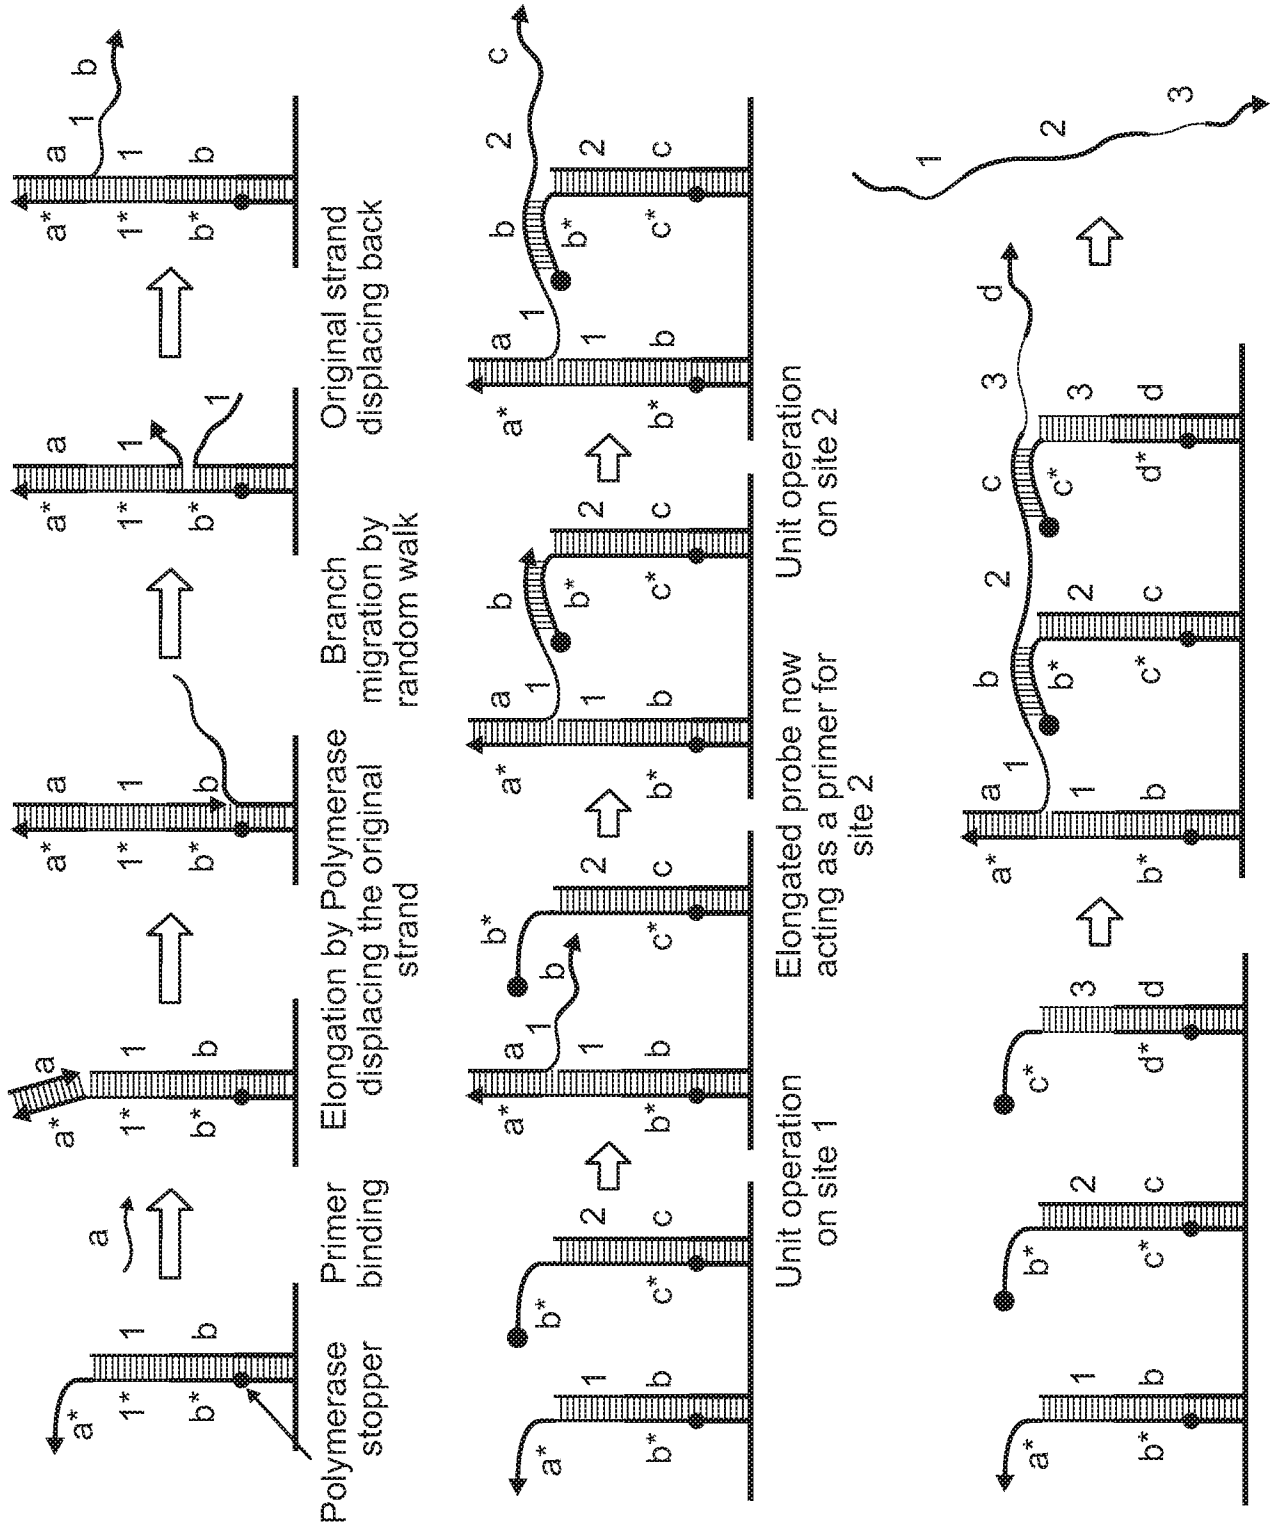 a*
1* 1
b* b
Polymerase
stopper
a
Primer
binding
a* a
1* 1
b* b
Elongation by Polymerase
displacing the original
strand
a* a
1* 1
b* b
Branch
migration by
random walk
a* a
1* 1
b* 1
Original strand
displacing back
a* a
1 b
1* 1
b* b
a*
1
b* b
b*
2
c* c
Unit operation
on site 1
a* a
1 b
1
b* b
b*
2
c* c
Elongated probe now
acting as a primer for
site 2
a* a
1 b
1
b* b
b*
2
c* c
Unit operation
on site 2
a* a
1 b 2 c
1
b* b
b*
2
c* c
a*
1
b* b
b*
2
c* c
c*
3
d* d
a* a
1 b 2 c 3 d
1
b* b
b*
2
c* c
c*
3
d* d
1
2
3